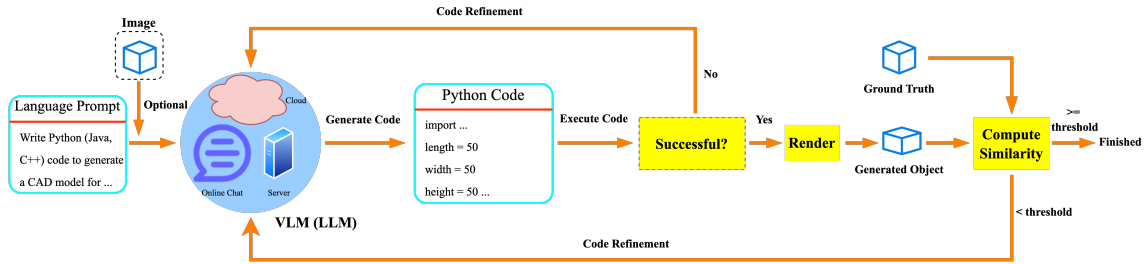 Code Refinement
Image
No
Ground Truth
Language Prompt
Write Python (Java,
C++) code to generate
a CAD model for ...
Optional
Cloud
Online Chat
Server
VLM (LLM)
Generate Code
Python Code
import ...
length = 50
width = 50
height = 50 ...
Execute Code
Successful?
Yes
Render
Generated Object
Compute
Similarity
>=
threshold
Finished
< threshold
Code Refinement